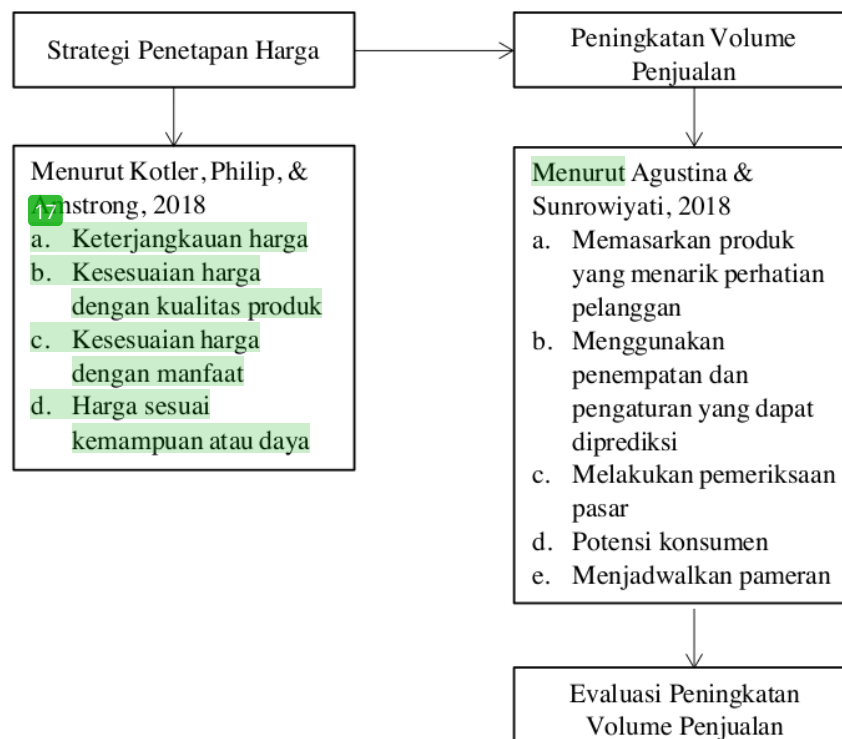 Strategi Penetapan Harga
Peningkatan Volume
Penjualan
Menurut Kotler, Philip, &
Armstrong, 2018
17
a. Keterjangkauan harga
b. Kesesuaian harga
dengan kualitas produk
c. Kesesuaian harga
dengan manfaat
d. Harga sesuai
kemampuan atau daya
Menurut Agustina &
Sunrowiyati, 2018
a. Memasarkan produk
yang menarik perhatian
pelanggan
b. Menggunakan
penempatan dan
pengaturan yang dapat
diprediksi
c. Melakukan pemeriksaan
pasar
d. Potensi konsumen
e. Menjadwalkan pameran
Evaluasi Peningkatan
Volume Penjualan